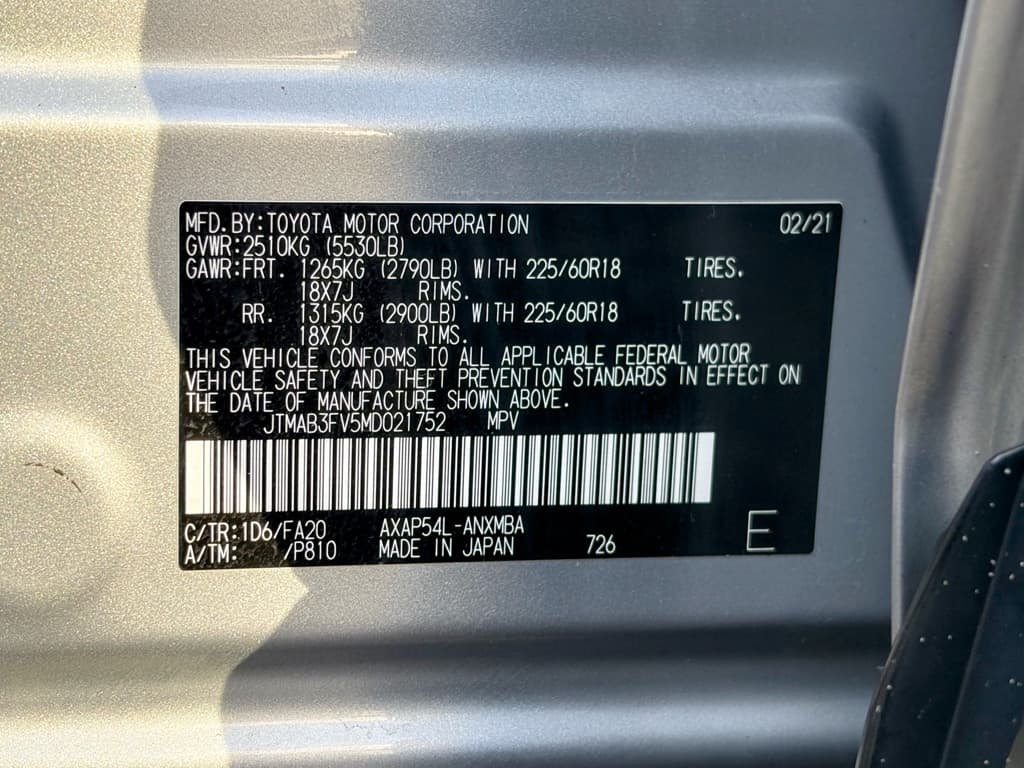 MFD.BY:TOYOTA MOTOR CORPORATION 02/21
GVWR:2510KG (5530LB)
GAWR:FRT. 1265KG (2790LB) WITH 225/60R18 TIRES.
18X7J RIMS.
RR. 1315KG (2900LB) WITH 225/60R18 TIRES.
18X7J RIMS.
THIS VEHICLE CONFORMS TO ALL APPLICABLE FEDERAL MOTOR
VEHICLE SAFETY AND THEFT PREVENTION STANDARDS IN EFFECT ON
THE DATE OF MANUFACTURE SHOWN ABOVE.
JTMAB3FV5MD021752 MPV
C/TR:1D6/FA20 AXAP54L-ANXMBA
A/TM: /P810 MADE IN JAPAN 726 E